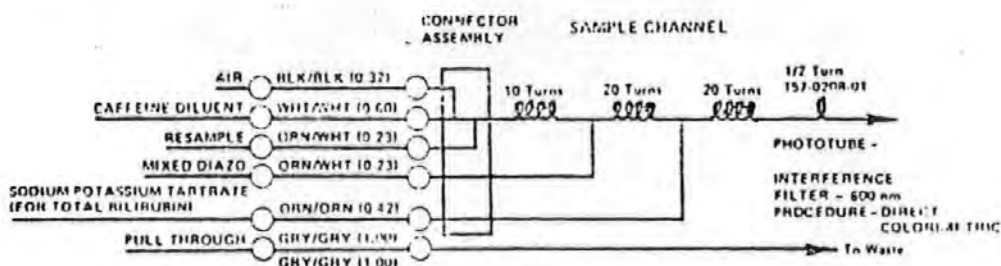 CONNECTOR
ASSEMBLY
SAMPLE CHANNEL
AIR BLK/BLK (0.32)
CAFFEINE DILUENT WHT/WHT (0.60)
RESAMPLE ORN/WHT (0.23)
MIXED DIAZO ORN/WHT (0.23)
SODIUM POTASSIUM TARTRATE
(FOR TOTAL BILIRUBIN) ORN/ORN (0.42)
PULL THROUGH GRY/GRY (1.00)
GRY/GRY (1.00)
10 Turns
20 Turns
20 Turns
1/2 Turn
157-0208-01
PHOTOTUBE –
INTERFERENCE
FILTER – 600 nm
PROCEDURE – DIRECT
COLORI-METRIC
To Waste